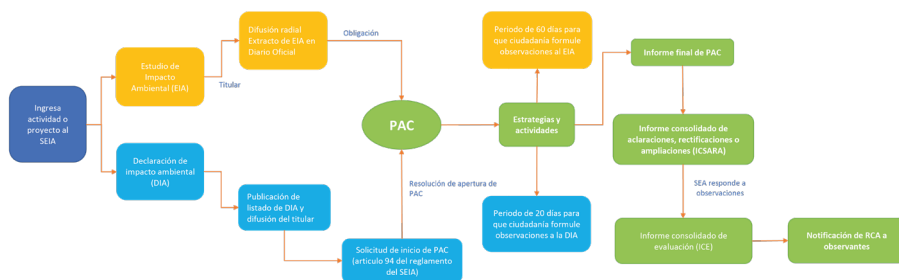 Ingresa
actividad o
proyecto al
SEIA
Estudio de
Impacto
Ambiental (EIA)
Titular
Difusión radial
Extracto de EIA en
Diario Oficial
Obligación
Declaración de
impacto ambiental
(DIA)
Publicación de
listado de DIA y
difusión del titular
Solicitud de inicio de PAC
(articulo 94 del reglamento
del SEIA)
Resolución de apertura de
PAC
PAC
Estrategias y
actividades
Periodo de 60 días para
que ciudadanía formule
observaciones al EIA
Periodo de 20 días para
que ciudadanía formule
observaciones a la DIA
Informe final de PAC
Informe consolidado de
aclaraciones, rectificaciones o
ampliaciones (ICSARA)
SEA responde a
observaciones
Informe consolidado de
evaluación (ICE)
Notificación de RCA a
observantes